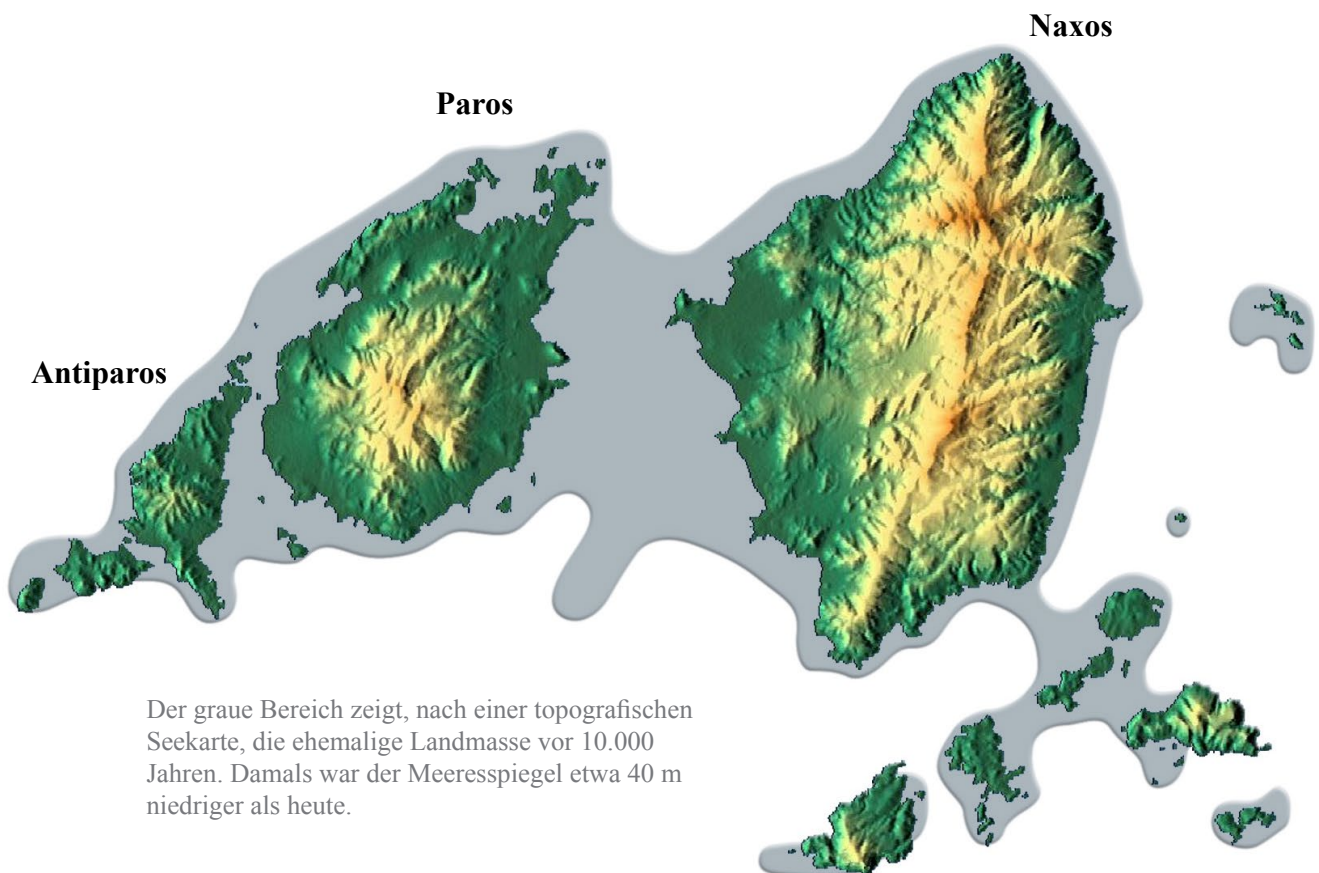 Naxos
Paros
Antiparos
Der graue Bereich zeigt, nach einer topografischen
Seekarte, die ehemalige Landmasse vor 10.000
Jahren. Damals war der Meeresspiegel etwa 40 m
niedriger als heute.